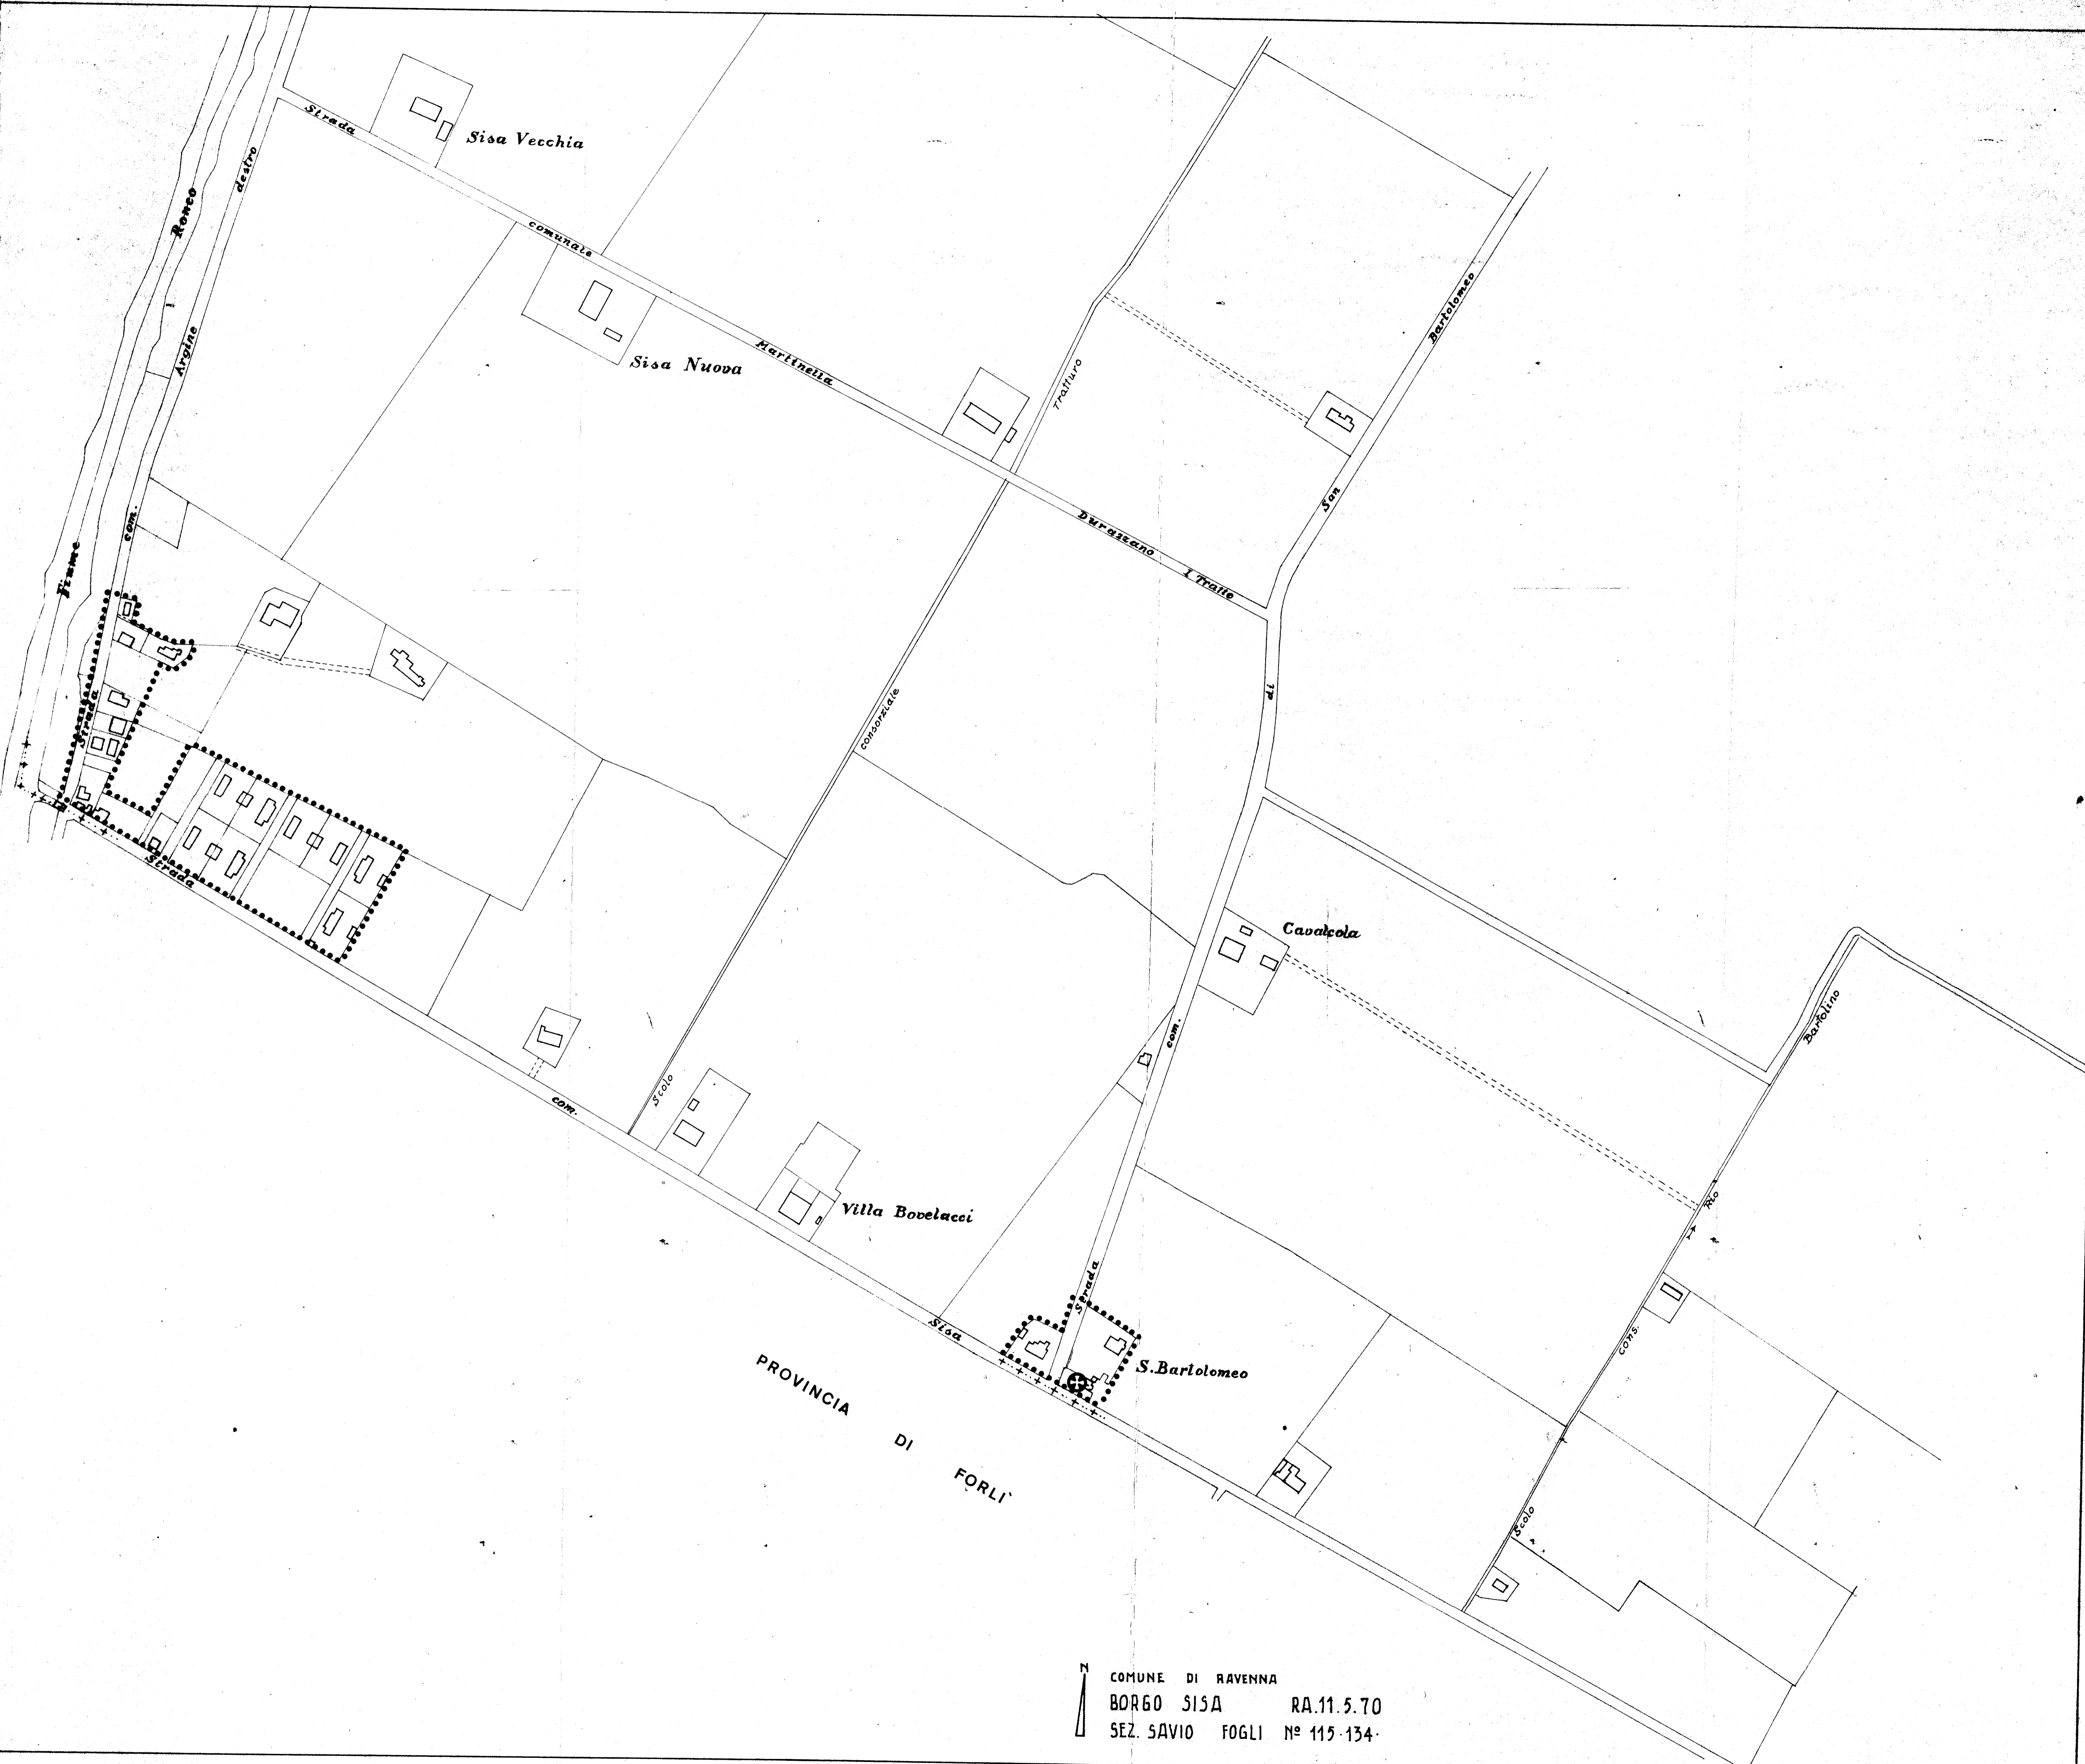 Strada comunale Martinella Durazzano I Tratto
Sisa Vecchia
Sisa Nuova
Fiume Ronco
Strada com. Argine destro
Scolo consorziale Tratturo
Strada com. di San Bartolomeo
Cavalcola
Scolo cons. Rio Bartolino
Strada com. Sisa
Villa Bovelacci
S.Bartolomeo
PROVINCIA DI FORLI`
N
COMUNE DI RAVENNA
BORGO SISA RA.11.5.70
SEZ. SAVIO FOGLI Nº 115-134-